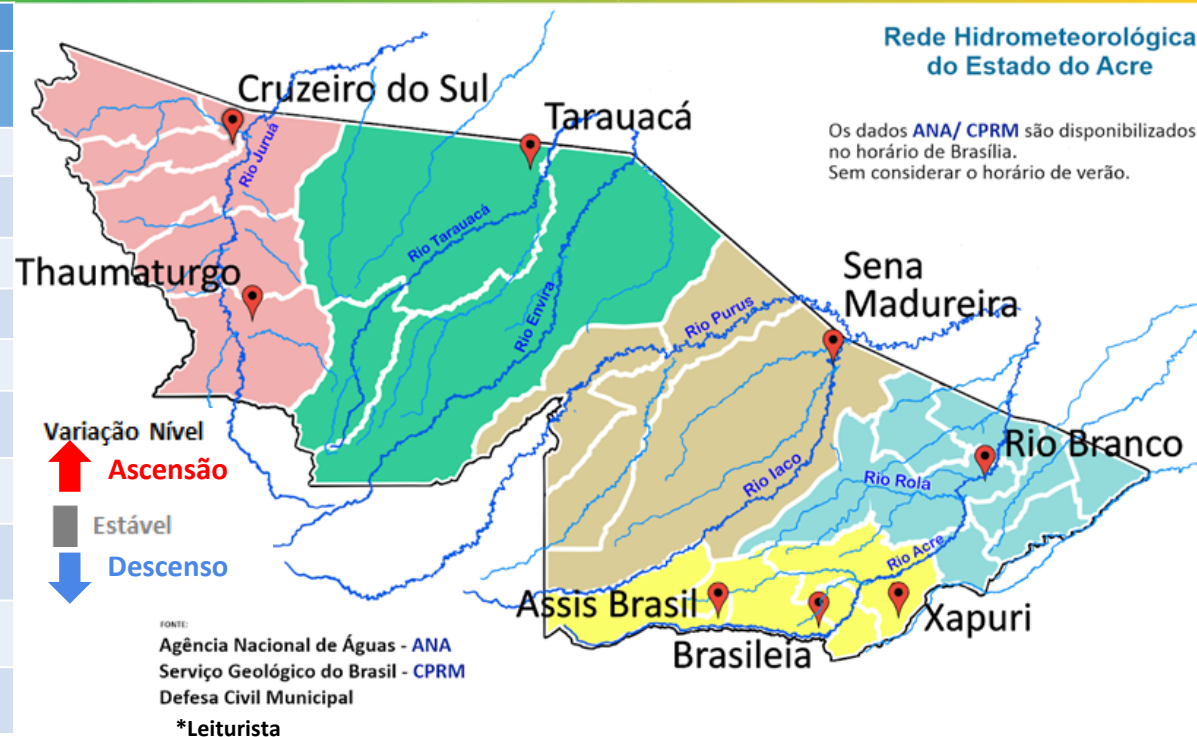 Rede Hidrometeorológica
do Estado do Acre
Os dados ANA/ CPRM são disponibilizados
no horário de Brasília.
Sem considerar o horário de verão.
Cruzeiro do Sul
Tarauacá
Rio Juruá
Rio Tarauacá
Thaumaturgo
Rio Envira
Sena
Madureira
Rio Purus
Variação Nível
Ascensão
Estável
Descenso
Rio Branco
Rio Iaco
Rio Rola
Rio Acre
Assis Brasil
Xapuri
Brasileia
FONTE:
Agência Nacional de Águas - ANA
Serviço Geológico do Brasil - CPRM
Defesa Civil Municipal
*Leiturista